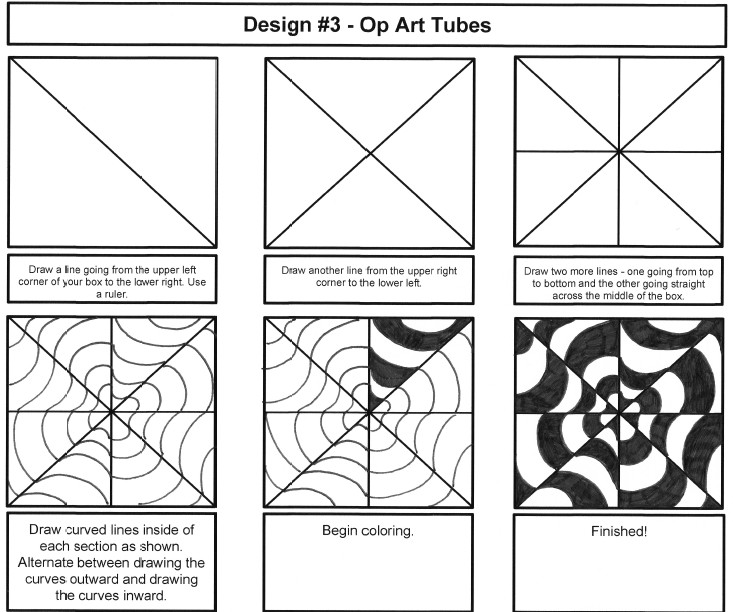 Design #3 - Op Art Tubes
Draw a line going from the upper left
corner of your box to the lower right. Use
a ruler.
Draw another line from the upper right
corner to the lower left.
Draw two more lines - one going from top
to bottom and the other going straight
across the middle of the box.
Draw curved lines inside of
each section as shown.
Alternate between drawing the
curves outward and drawing
the curves inward.
Begin coloring.
Finished!